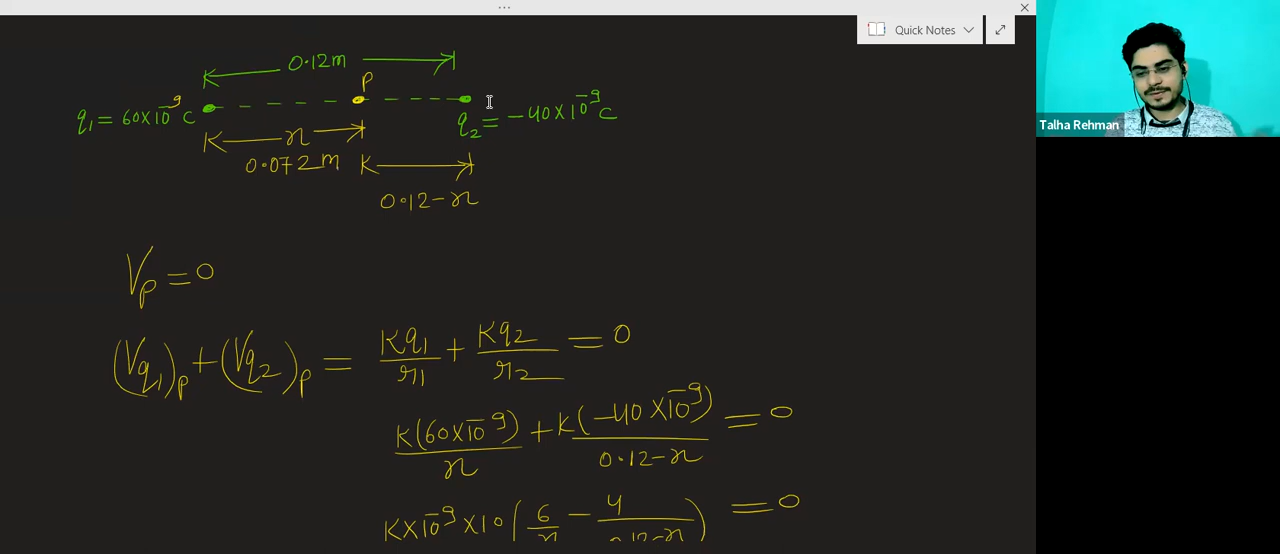 Quick Notes
Talha Rehman
0.12m
P
q₁ = 60×10⁻⁹ C
q₂ = -40×10⁻⁹ C
x
0.072m
0.12-x
Vp = 0
(Vq₁)p + (Vq₂)p = Kq₁/r₁ + Kq₂/r₂ = 0
K(60×10⁻⁹)/x + K(-40×10⁻⁹)/0.12-x = 0
K×10⁻⁹×10(6/x - 4/0.12-x) = 0